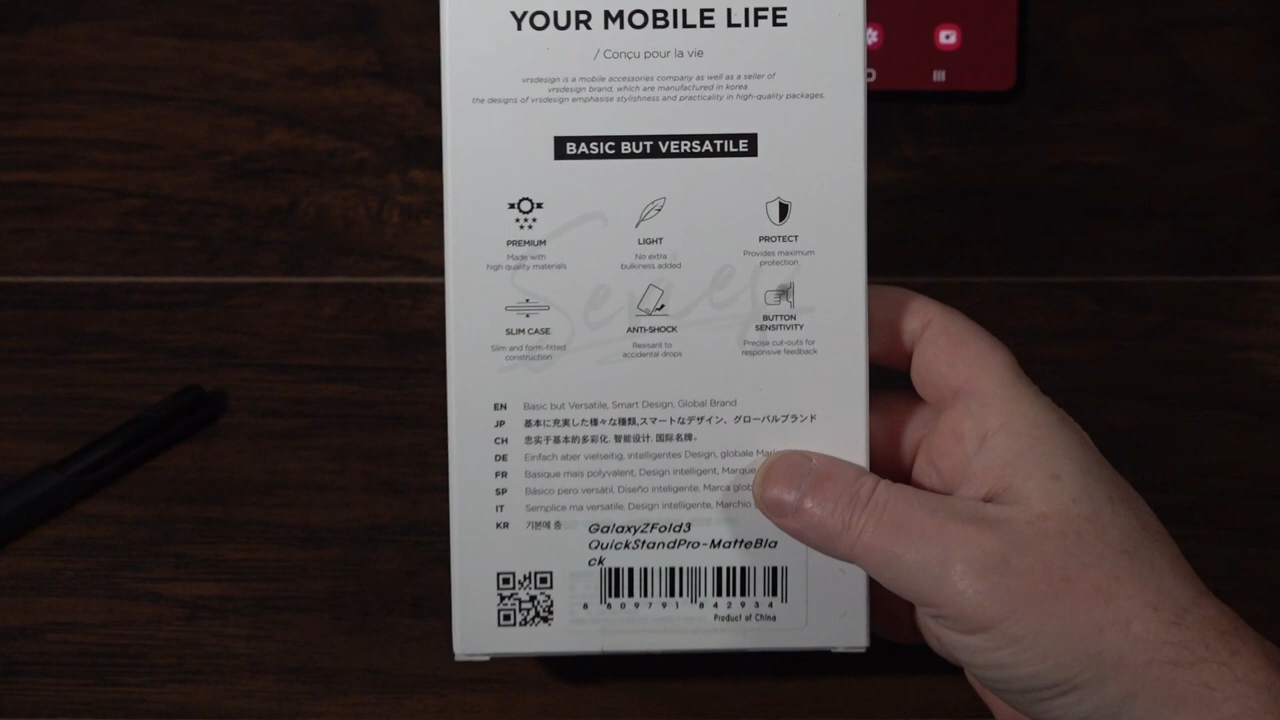 YOUR MOBILE LIFE
/ Conçu pour la vie
vrsdesign is a mobile accessories company as well as a seller of
vrsdesign brand, which are manufactured in korea.
the designs of vrsdesign emphasise stylishness and practicality in high-quality packages.
BASIC BUT VERSATILE
Series
PREMIUM
Made with
high quality materials
LIGHT
No extra
bulkiness added
PROTECT
Provides maximum
protection.
SLIM CASE
Slim and form-fitted
construction
ANTI-SHOCK
Resisant to
accidental drops
BUTTON
SENSITIVITY
Precise cut-outs for
responsive feedback
EN Basic but Versatile, Smart Design, Global Brand
JP 基本に充実した様々な種類,スマートなデザイン、グローバルブランド
CH 忠实于基本的多彩化. 智能设计. 国际名牌。
DE Einfach aber vielseitig, intelligentes Design, globale
FR Basique mais polyvalent, Design intelligent, Marque
SP Básico pero versátil, Diseño inteligente, Marca
IT Semplice ma versatile, Design intelligente, Marchio
KR 기본에 충
GalaxyZFold3
QuickStandPro-MatteBla
ck
8 809791 842934
Product of China